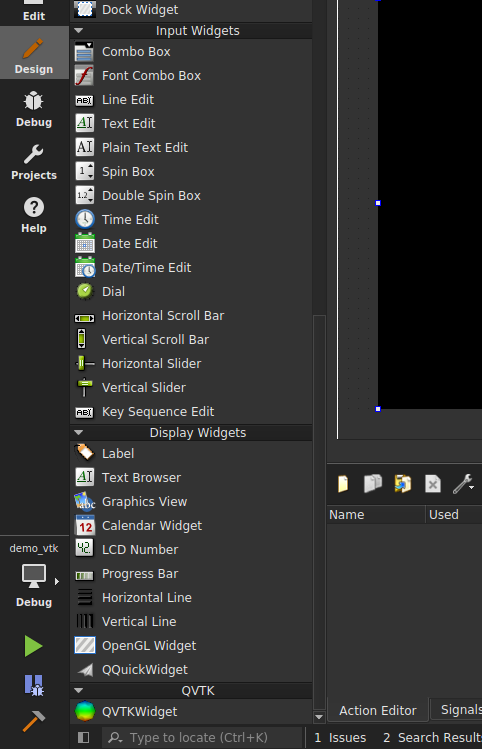 Edit
Design
Debug
Projects
Help
demo_vtk
Debug
Dock Widget
Input Widgets
Combo Box
Font Combo Box
Line Edit
Text Edit
Plain Text Edit
Spin Box
Double Spin Box
Time Edit
Date Edit
Date/Time Edit
Dial
Horizontal Scroll Bar
Vertical Scroll Bar
Horizontal Slider
Vertical Slider
Key Sequence Edit
Display Widgets
Label
Text Browser
Graphics View
Calendar Widget
LCD Number
Progress Bar
Horizontal Line
Vertical Line
OpenGL Widget
QQuickWidget
QVTK
QVTKWidget
Name Used
Action Editor Signals
Type to locate (Ctrl+K) 1 Issues 2 Search Results